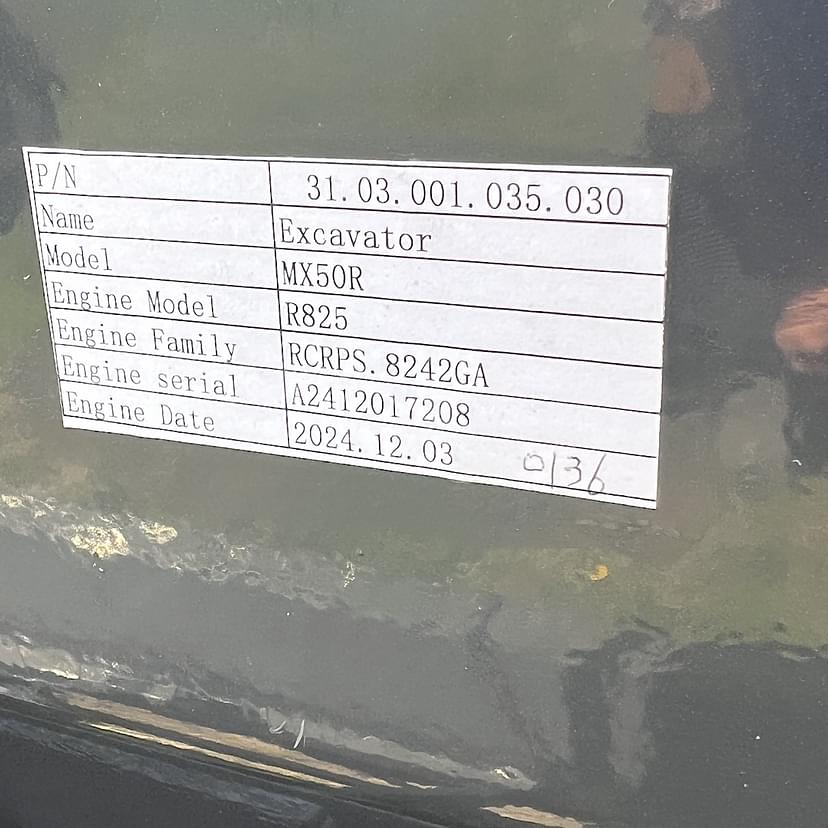 P/N 31.03.001.035.030
Name Excavator
Model MX50R
Engine Model R825
Engine Family RCRPS.8242GA
Engine serial A2412017208
Engine Date 2024.12.03 0136